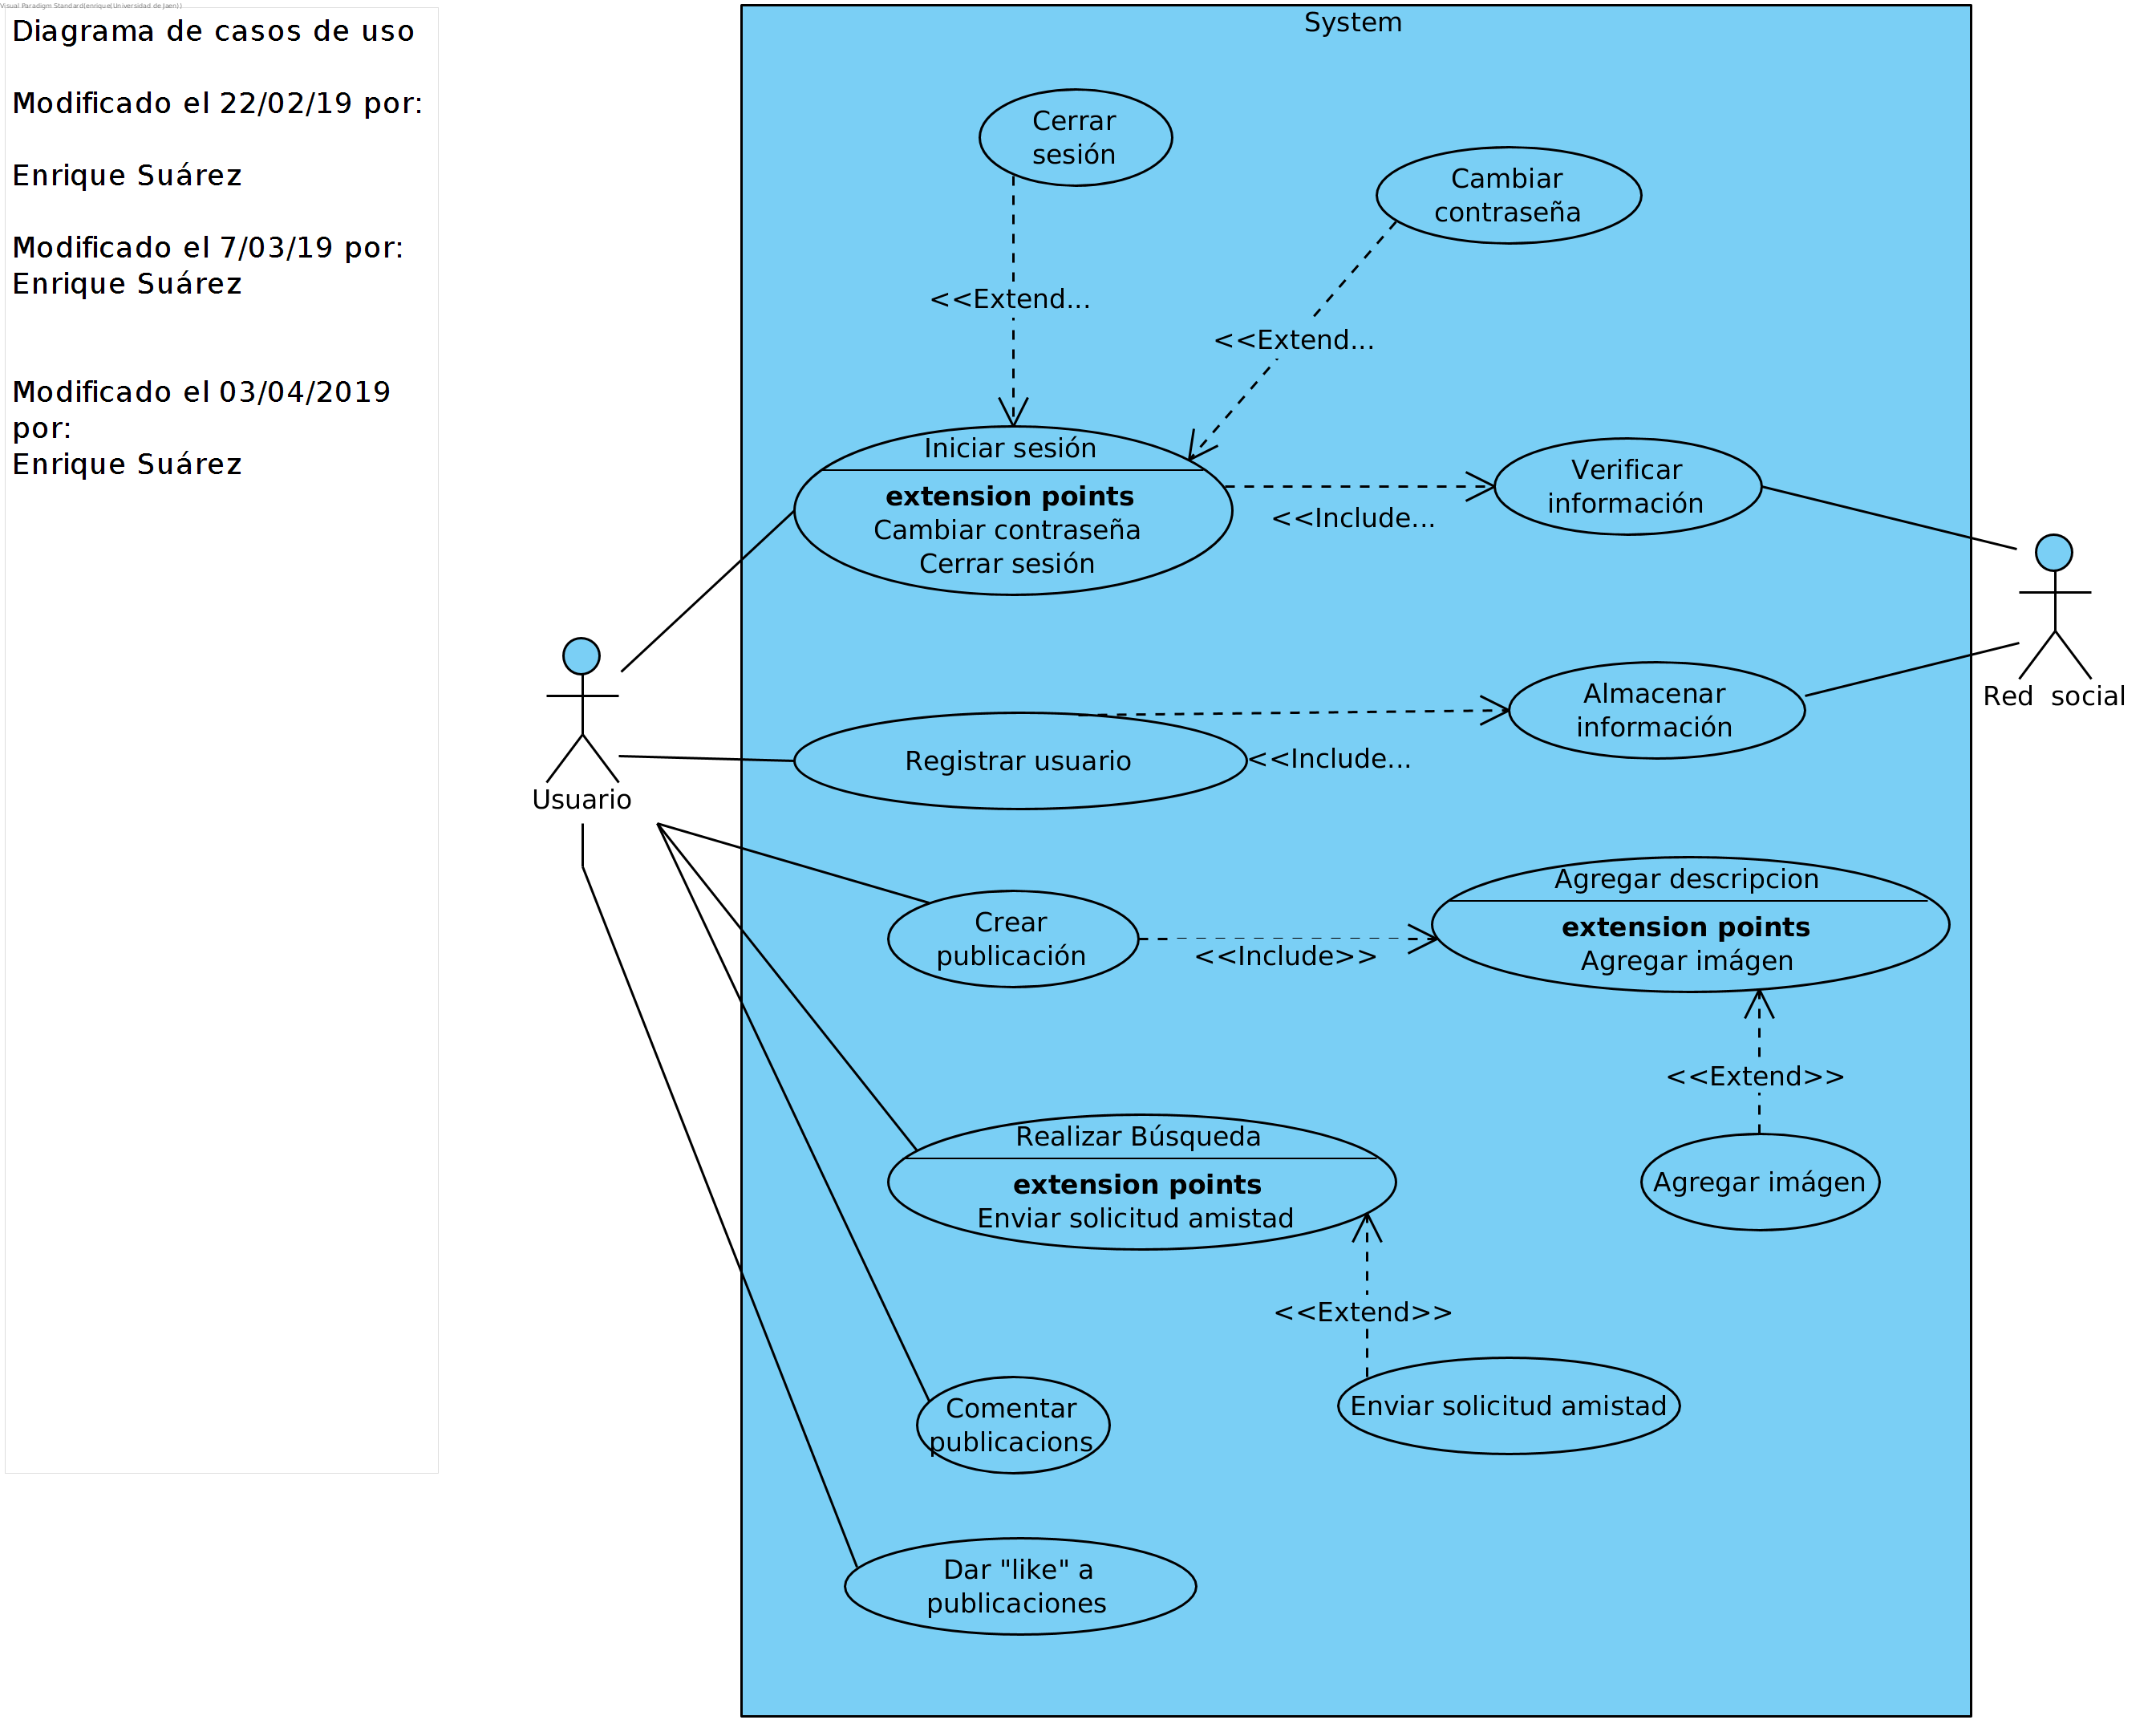 Visual Paradigm Standard(enrique(Universidad de Jaen))
Diagrama de casos de uso
Modificado el 22/02/19 por:
Enrique Suárez
Modificado el 7/03/19 por:
Enrique Suárez
Modificado el 03/04/2019
por:
Enrique Suárez
System
Cerrar
sesión
Cambiar
contraseña
<<Extend...
<<Extend...
Iniciar sesión
extension points
Cambiar contraseña
Cerrar sesión
<<Include...
Verificar
información
Usuario
Red social
Registrar usuario
<<Include...
Almacenar
información
Crear
publicación
<<Include>>
Agregar descripcion
extension points
Agregar imágen
<<Extend>>
Agregar imágen
Realizar Búsqueda
extension points
Enviar solicitud amistad
<<Extend>>
Enviar solicitud amistad
Comentar
publicacions
Dar "like" a
publicaciones